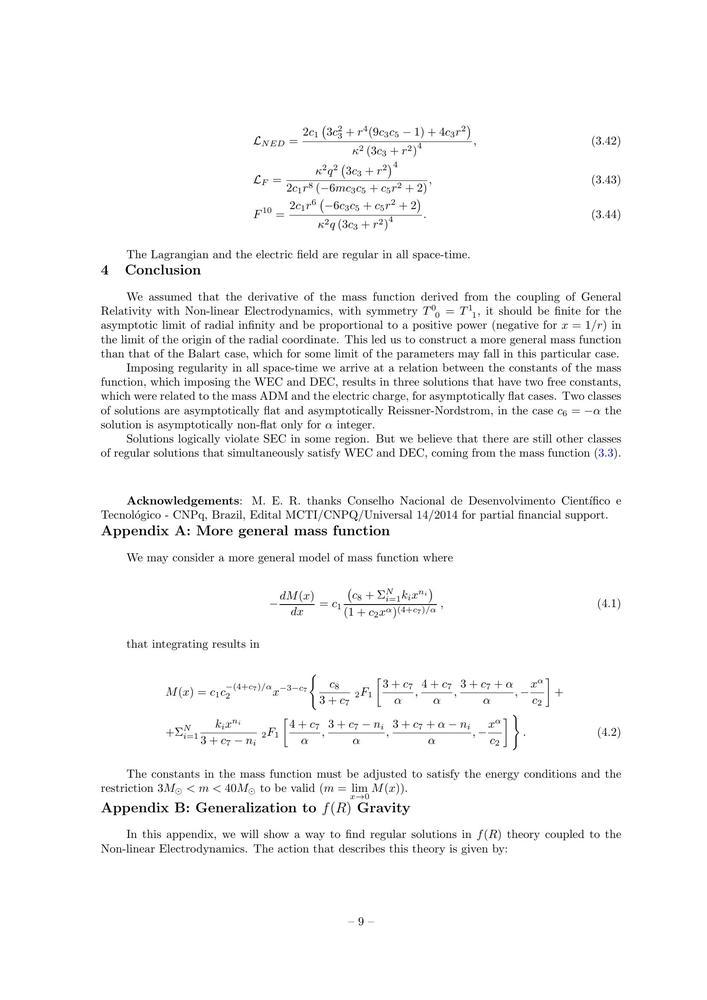 \mathcal{L}_{NED} = \frac{2c_1 \left(3c_3^2 + r^4(9c_3c_5 - 1) + 4c_3r^2\right)}{\kappa^2 \left(3c_3 + r^2\right)^4}, (3.42)
\mathcal{L}_F = \frac{\kappa^2 q^2 \left(3c_3 + r^2\right)^4}{2c_1r^8 \left(-6mc_3c_5 + c_5r^2 + 2\right)}, (3.43)
F^{10} = \frac{2c_1r^6 \left(-6c_3c_5 + c_5r^2 + 2\right)}{\kappa^2 q \left(3c_3 + r^2\right)^4}. (3.44)
The Lagrangian and the electric field are regular in all space-time.
4 Conclusion
We assumed that the derivative of the mass function derived from the coupling of General
Relativity with Non-linear Electrodynamics, with symmetry T^0_0 = T^1_1, it should be finite for the
asymptotic limit of radial infinity and be proportional to a positive power (negative for x = 1/r) in
the limit of the origin of the radial coordinate. This led us to construct a more general mass function
than that of the Balart case, which for some limit of the parameters may fall in this particular case.
Imposing regularity in all space-time we arrive at a relation between the constants of the mass
function, which imposing the WEC and DEC, results in three solutions that have two free constants,
which were related to the mass ADM and the electric charge, for asymptotically flat cases. Two classes
of solutions are asymptotically flat and asymptotically Reissner-Nordstrom, in the case c_6 = −α the
solution is asymptotically non-flat only for α integer.
Solutions logically violate SEC in some region. But we believe that there are still other classes
of regular solutions that simultaneously satisfy WEC and DEC, coming from the mass function (3.3).
Acknowledgements: M. E. R. thanks Conselho Nacional de Desenvolvimento Científico e
Tecnológico - CNPq, Brazil, Edital MCTI/CNPQ/Universal 14/2014 for partial financial support.
Appendix A: More general mass function
We may consider a more general model of mass function where
-\frac{dM(x)}{dx} = c_1 \frac{\left(c_8 + \Sigma_{i=1}^N k_i x^{n_i}\right)}{(1 + c_2x^\alpha)^{(4+c_7)/\alpha}}, (4.1)
that integrating results in
M(x) = c_1 c_2^{-(4+c_7)/\alpha} x^{-3-c_7} \left\{ \frac{c_8}{3 + c_7} \, {}_2F_1 \left[ \frac{3 + c_7}{\alpha}, \frac{4 + c_7}{\alpha}, \frac{3 + c_7 + \alpha}{\alpha}, -\frac{x^\alpha}{c_2} \right] + \right.
\left. +\Sigma_{i=1}^N \frac{k_i x^{n_i}}{3 + c_7 - n_i} \, {}_2F_1 \left[ \frac{4 + c_7}{\alpha}, \frac{3 + c_7 - n_i}{\alpha}, \frac{3 + c_7 + \alpha - n_i}{\alpha}, -\frac{x^\alpha}{c_2} \right] \right\}. (4.2)
The constants in the mass function must be adjusted to satisfy the energy conditions and the
restriction 3M_⊙ < m < 40M_⊙ to be valid (m = \lim_{x→0} M(x)).
Appendix B: Generalization to f(R) Gravity
In this appendix, we will show a way to find regular solutions in f(R) theory coupled to the
Non-linear Electrodynamics. The action that describes this theory is given by:
– 9 –